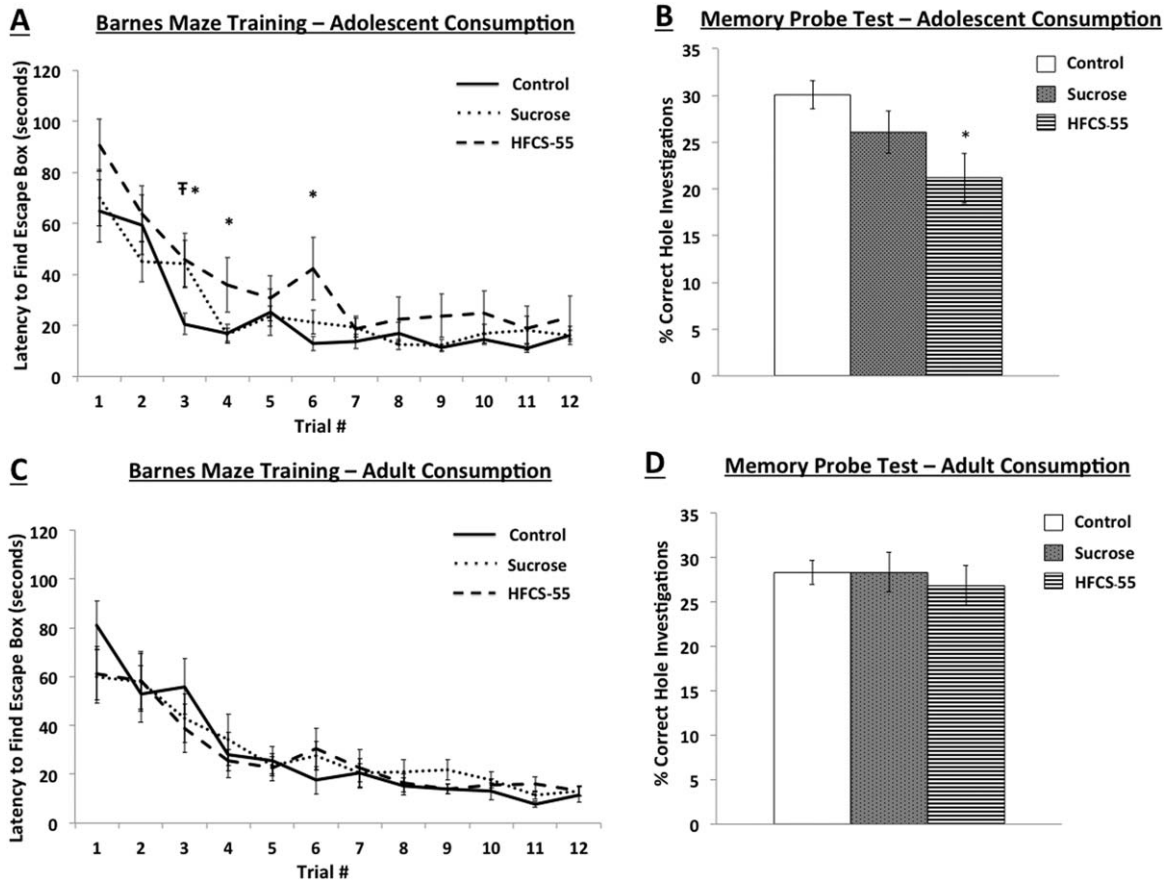 A
Barnes Maze Training – Adolescent Consumption
Latency to Find Escape Box (seconds)
120
100
80
60
40
20
0
Control
Sucrose
HFCS-55
Ŧ *
*
*
1 2 3 4 5 6 7 8 9 10 11 12
Trial #
B
Memory Probe Test – Adolescent Consumption
% Correct Hole Investigations
35
30
25
20
15
10
5
0
Control
Sucrose
HFCS-55
*
C
Barnes Maze Training – Adult Consumption
Latency to Find Escape Box (seconds)
120
100
80
60
40
20
0
Control
Sucrose
HFCS-55
1 2 3 4 5 6 7 8 9 10 11 12
Trial #
D
Memory Probe Test – Adult Consumption
% Correct Hole Investigations
35
30
25
20
15
10
5
0
Control
Sucrose
HFCS-55